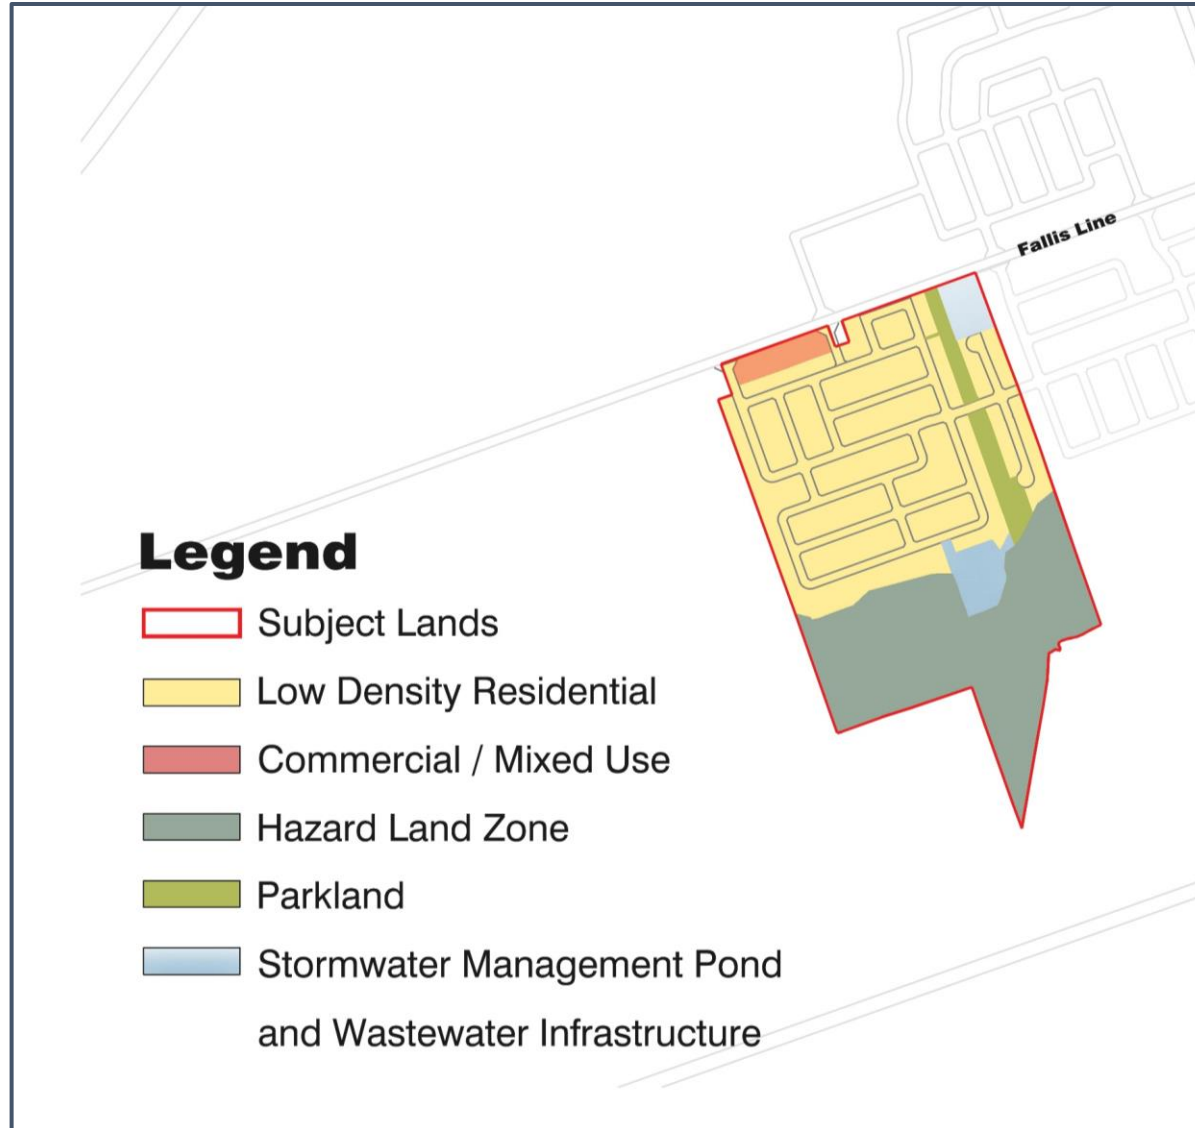 Fallis Line
Legend
Subject Lands
Low Density Residential
Commercial / Mixed Use
Hazard Land Zone
Parkland
Stormwater Management Pond
and Wastewater Infrastructure